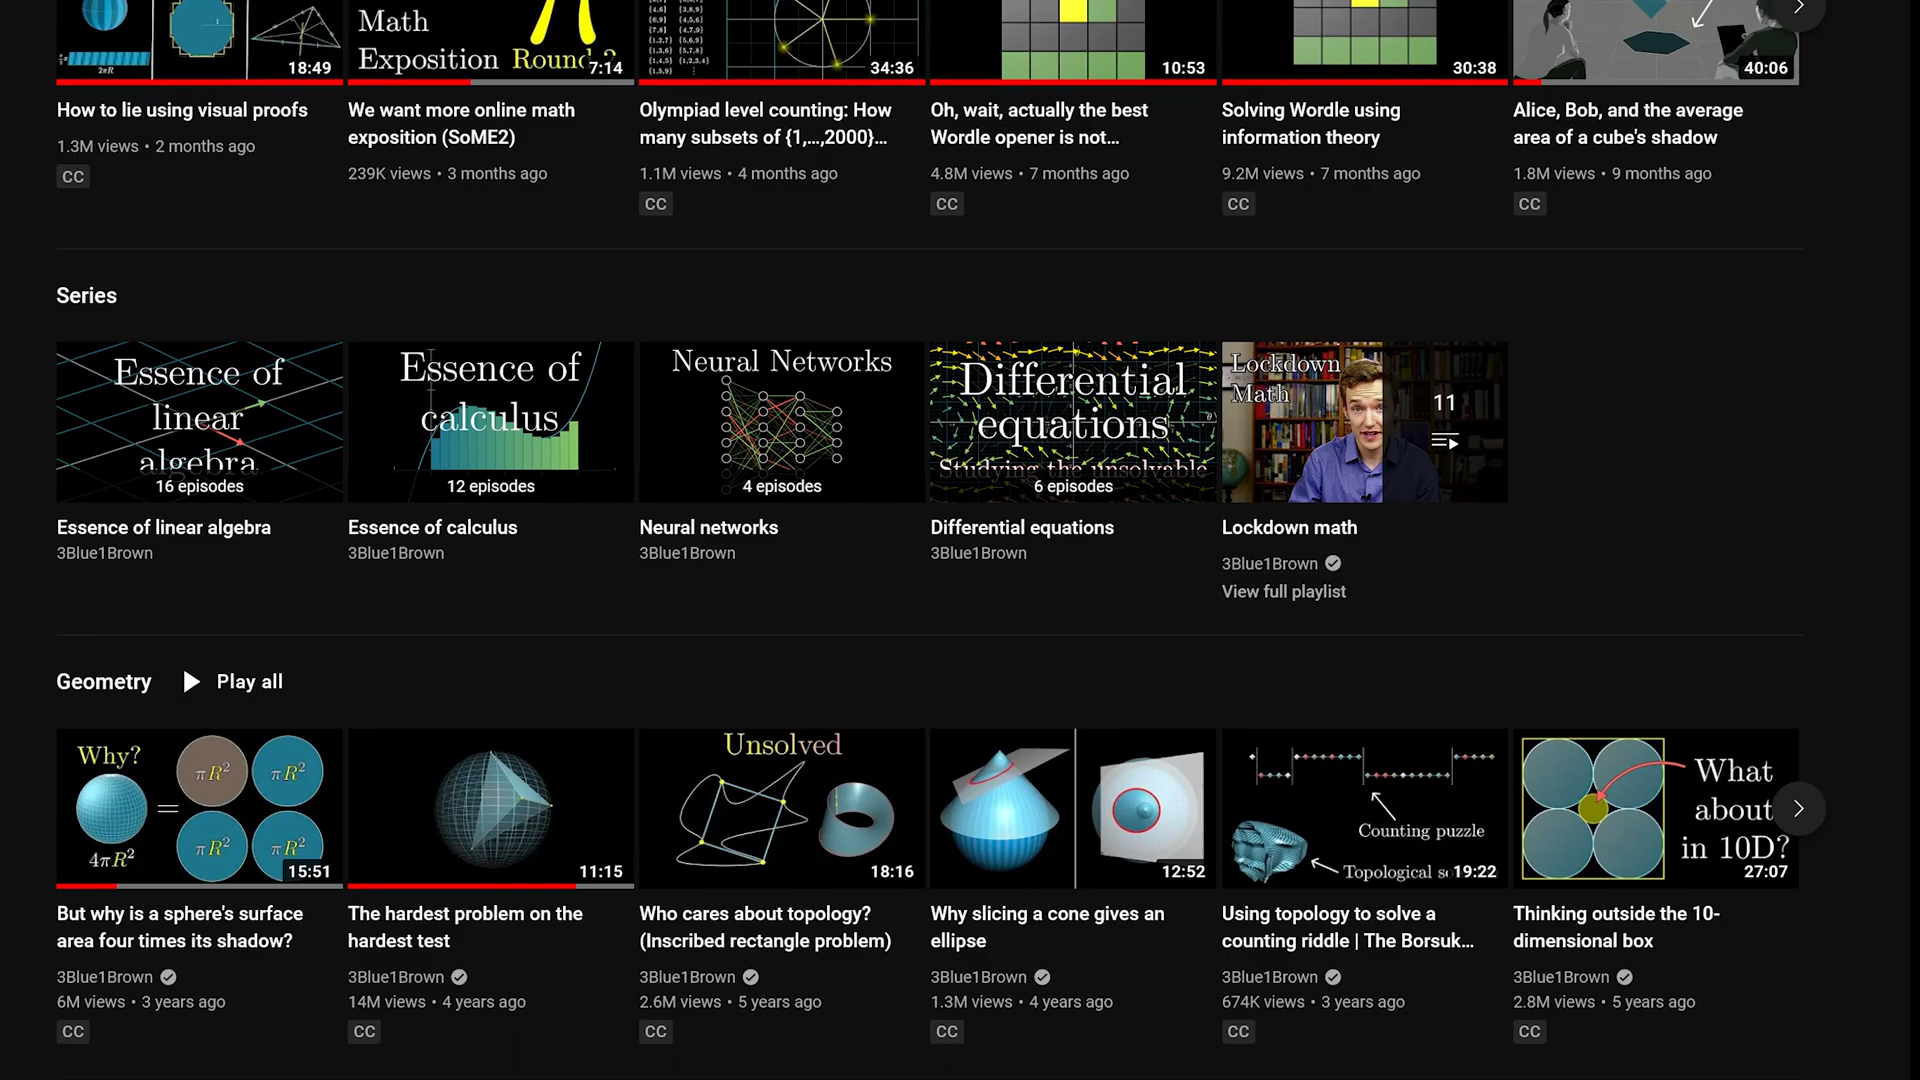 Math
Exposition Round 2
18:49
7:14
34:36
10:53
30:38
40:06
How to lie using visual proofs
1.3M views • 2 months ago
CC
We want more online math
exposition (SoME2)
239K views • 3 months ago
Olympiad level counting: How
many subsets of {1,…,2000}...
1.1M views • 4 months ago
CC
Oh, wait, actually the best
Wordle opener is not...
4.8M views • 7 months ago
CC
Solving Wordle using
information theory
9.2M views • 7 months ago
CC
Alice, Bob, and the average
area of a cube's shadow
1.8M views • 9 months ago
CC
Series
Essence of
linear
algebra
16 episodes
Essence of linear algebra
3Blue1Brown
Essence of
calculus
12 episodes
Essence of calculus
3Blue1Brown
Neural Networks
4 episodes
Neural networks
3Blue1Brown
Differential
equations
Studying the unsolvable
6 episodes
Differential equations
3Blue1Brown
Lockdown
Math
11
Lockdown math
3Blue1Brown
View full playlist
Geometry
Play all
Why?
πR²
πR²
=
πR²
πR²
4πR²
15:51
But why is a sphere's surface
area four times its shadow?
3Blue1Brown
6M views • 3 years ago
CC
11:15
The hardest problem on the
hardest test
3Blue1Brown
14M views • 4 years ago
CC
Unsolved
18:16
Who cares about topology?
(Inscribed rectangle problem)
3Blue1Brown
2.6M views • 5 years ago
CC
12:52
Why slicing a cone gives an
ellipse
3Blue1Brown
1.3M views • 4 years ago
CC
Counting puzzle
Topological
19:22
Using topology to solve a
counting riddle | The Borsuk...
3Blue1Brown
674K views • 3 years ago
CC
What
about
in 10D?
27:07
Thinking outside the 10-
dimensional box
3Blue1Brown
2.8M views • 5 years ago
CC